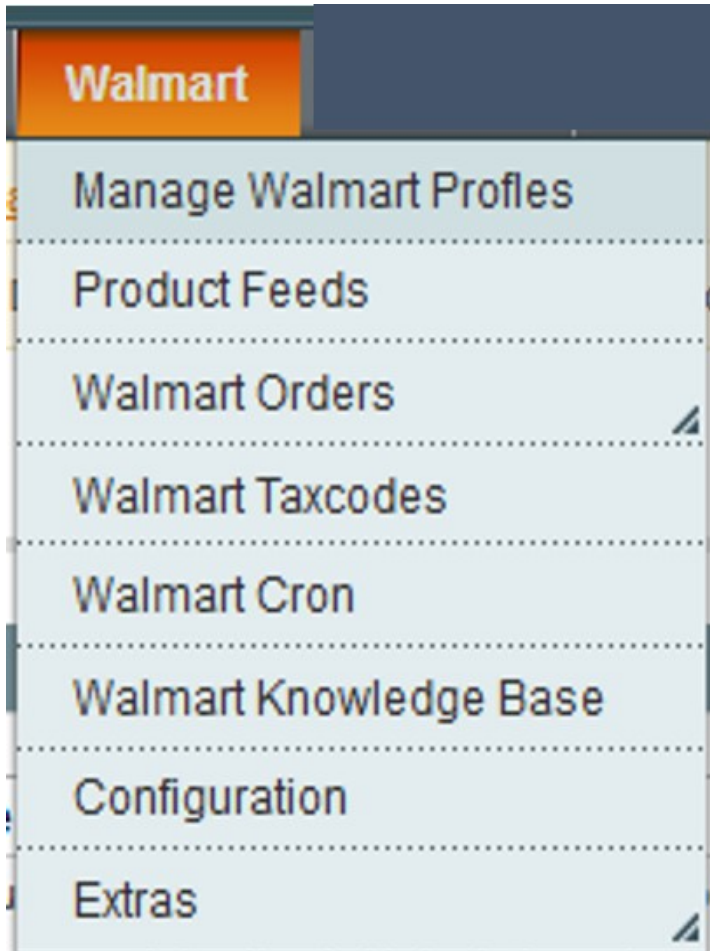 Walmart
Manage Walmart Profles
Product Feeds
Walmart Orders
Walmart Taxcodes
Walmart Cron
Walmart Knowledge Base
Configuration
Extras